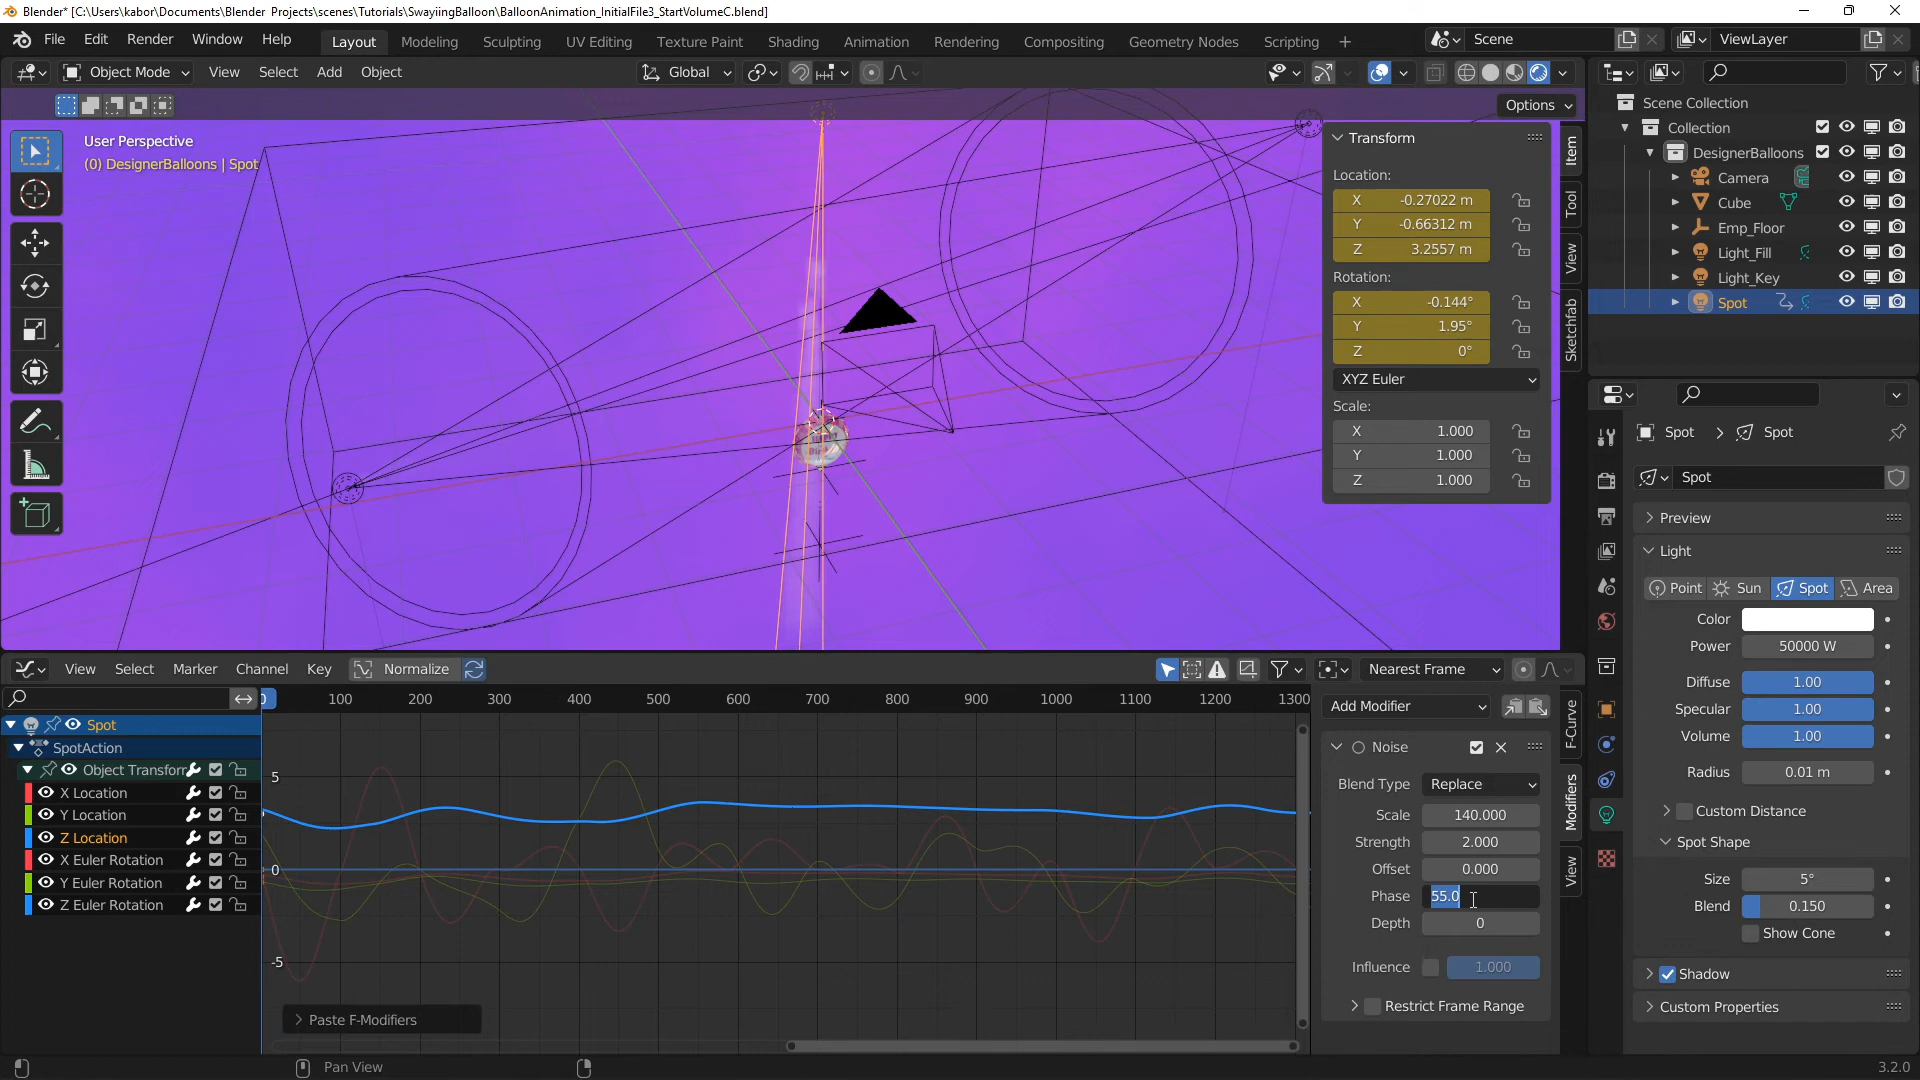 Blender* [C:\Users\kabor\Documents\Blender Projects\scenes\Tutorials\SwayiingBalloon\BalloonAnimation_InitialFile3_StartVolumeC.blend]
File Edit Render Window Help Layout Modeling Sculpting UV Editing Texture Paint Shading Animation Rendering Compositing Geometry Nodes Scripting + Scene ViewLayer
Object Mode View Select Add Object Global
Options
User Perspective
(0) DesignerBalloons | Spot
Transform
Location:
X -0.27022 m
Y -0.66312 m
Z 3.2557 m
Rotation:
X -0.144°
Y 1.95°
Z 0°
XYZ Euler
Scale:
X 1.000
Y 1.000
Z 1.000
Item
Tool
View
Sketchfab
Scene Collection
Collection
DesignerBalloons
Camera
Cube
Emp_Floor
Light_Fill
Light_Key
Spot
Spot > Spot
Spot
Preview
Light
Point Sun Spot Area
Color
Power 50000 W
Diffuse 1.00
Specular 1.00
Volume 1.00
Radius 0.01 m
Custom Distance
Spot Shape
Size 5°
Blend 0.150
Show Cone
Shadow
Custom Properties
View Select Marker Channel Key Normalize Nearest Frame
0 100 200 300 400 500 600 700 800 900 1000 1100 1200 1300
Spot
SpotAction
Object Transform
X Location
Y Location
Z Location
X Euler Rotation
Y Euler Rotation
Z Euler Rotation
5
0
-5
Paste F-Modifiers
Add Modifier
Noise
Blend Type Replace
Scale 140.000
Strength 2.000
Offset 0.000
Phase 55.0
Depth 0
Influence 1.000
Restrict Frame Range
F-Curve
Modifiers
View
Pan View
3.2.0